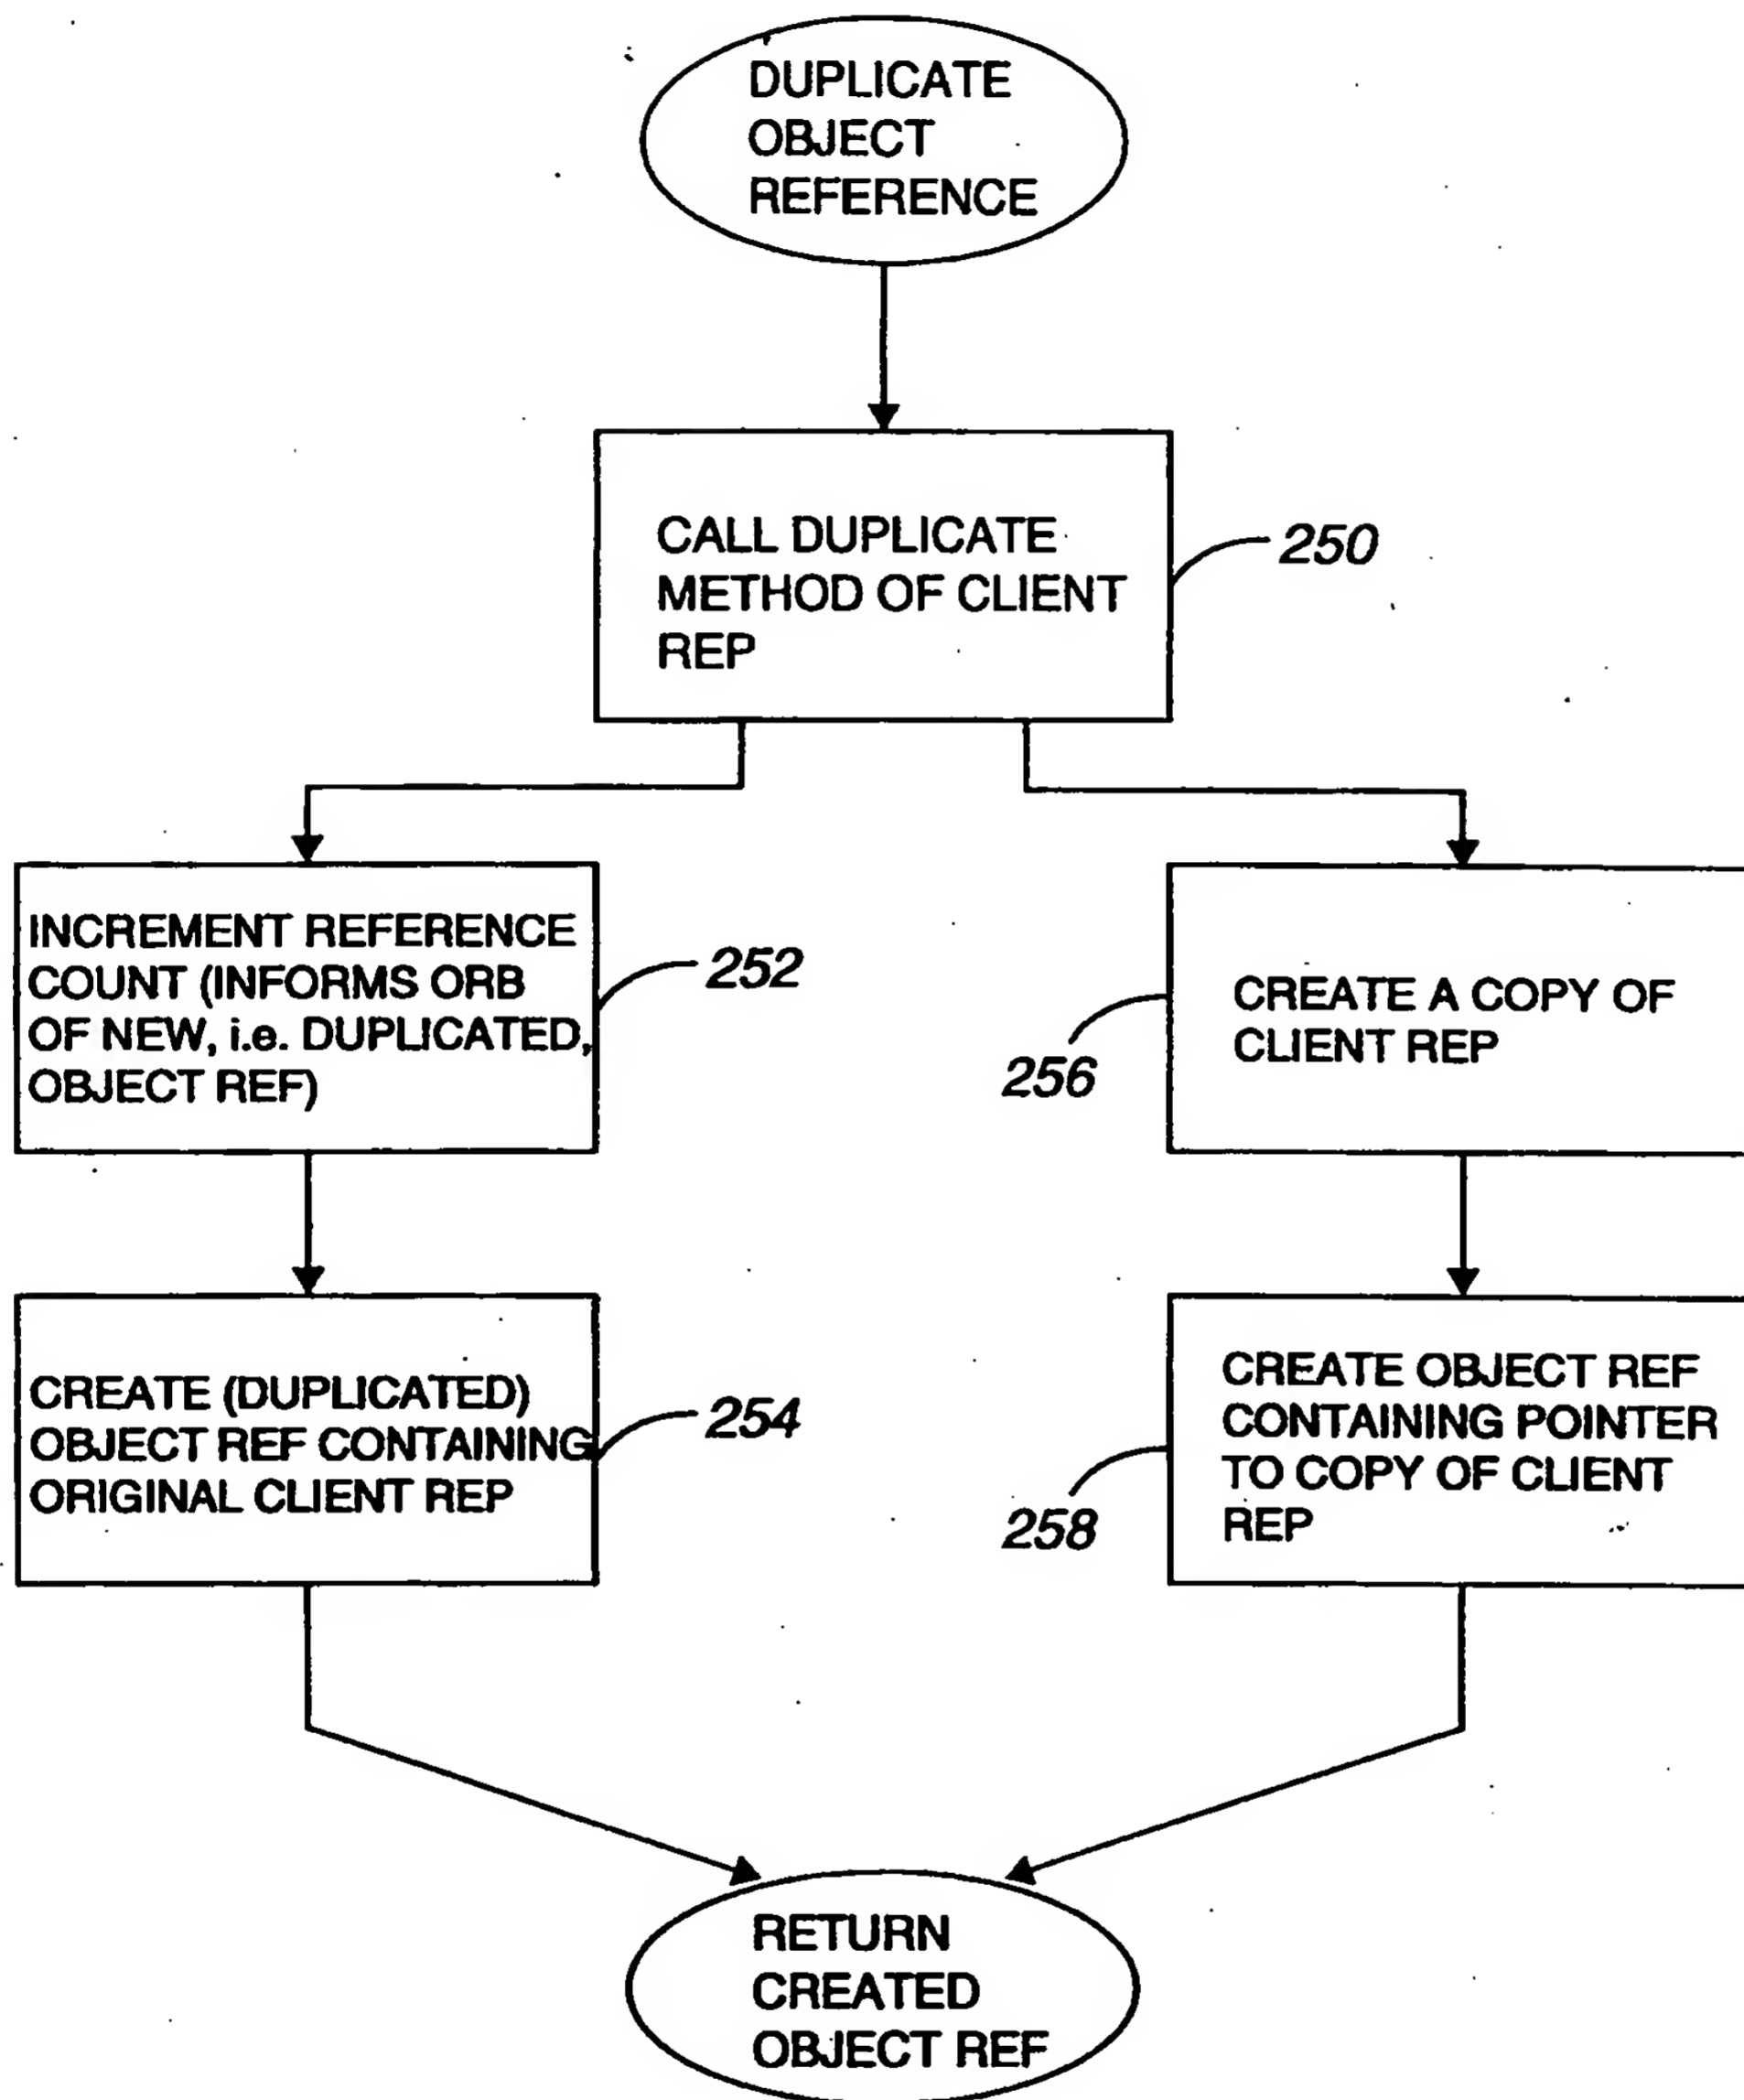 DUPLICATE
OBJECT
REFERENCE
CALL DUPLICATE
METHOD OF CLIENT
REP
250
INCREMENT REFERENCE
COUNT (INFORMS ORB
OF NEW, i.e. DUPLICATED,
OBJECT REF)
252
256
CREATE A COPY OF
CLIENT REP
CREATE (DUPLICATED)
OBJECT REF CONTAINING
ORIGINAL CLIENT REP
254
258
CREATE OBJECT REF
CONTAINING POINTER
TO COPY OF CLIENT
REP
RETURN
CREATED
OBJECT REF